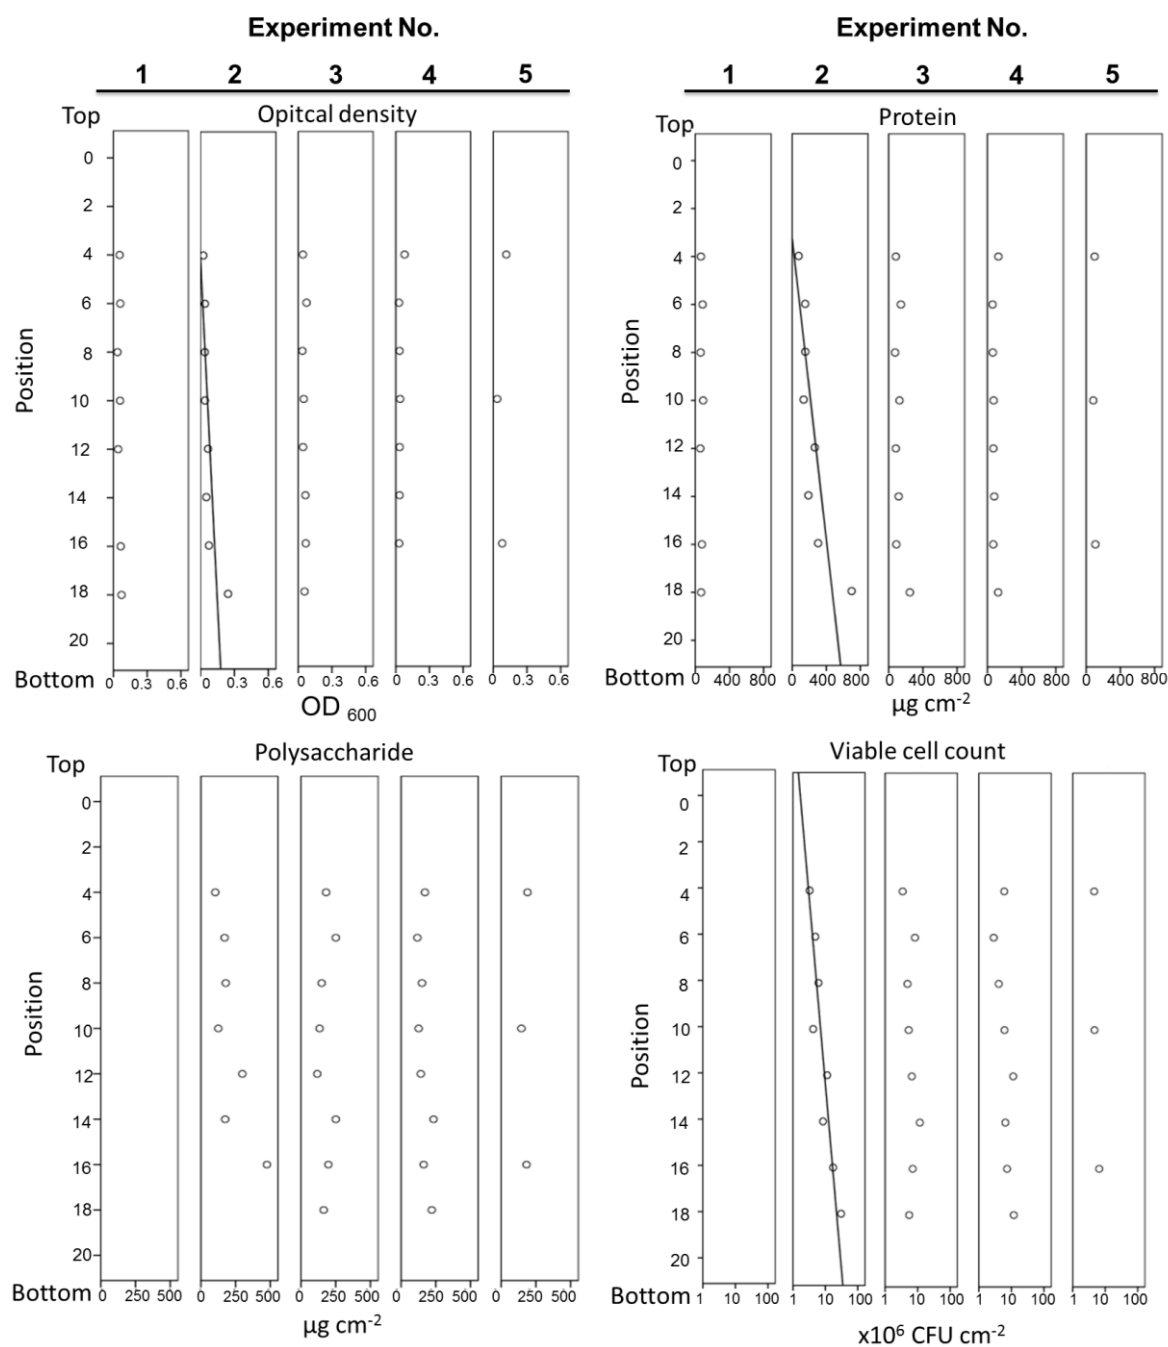 Experiment No.
1 2 3 4 5
Opitcal density
Top
0
2
4
6
8
10
12
14
16
18
20
Bottom
Position
0 0.3 0.6 0 0.3 0.6 0 0.3 0.6 0 0.3 0.6 0 0.3 0.6
OD 600
Experiment No.
1 2 3 4 5
Protein
Top
0
2
4
6
8
10
12
14
16
18
20
Bottom
Position
0 400 800 0 400 800 0 400 800 0 400 800 0 400 800
µg cm-2
Polysaccharide
Top
0
2
4
6
8
10
12
14
16
18
20
Bottom
Position
0 250 500 0 250 500 0 250 500 0 250 500 0 250 500
µg cm-2
Viable cell count
Top
0
2
4
6
8
10
12
14
16
18
20
Bottom
Position
1 10 100 1 10 100 1 10 100 1 10 100 1 10 100
x10⁶ CFU cm-2